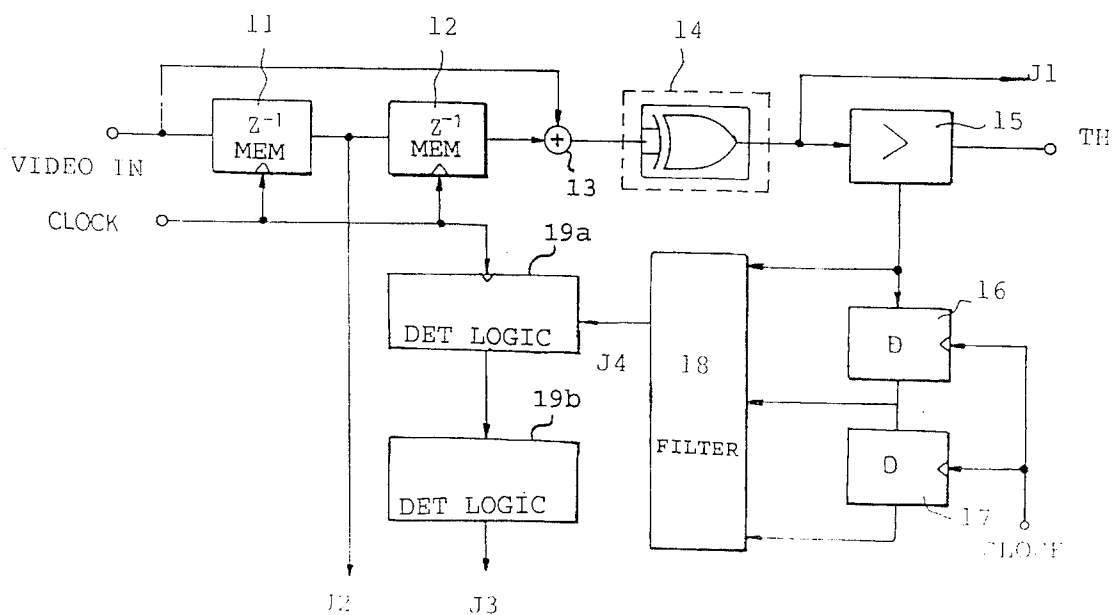 11
12
14
J1
Z⁻¹
MEM
Z⁻¹
MEM
+
13
>
15
TH
VIDEO IN
CLOCK
19a
DET LOGIC
J4
18
FILTER
16
D
19b
DET LOGIC
D
17
CLOCK
J2
J3